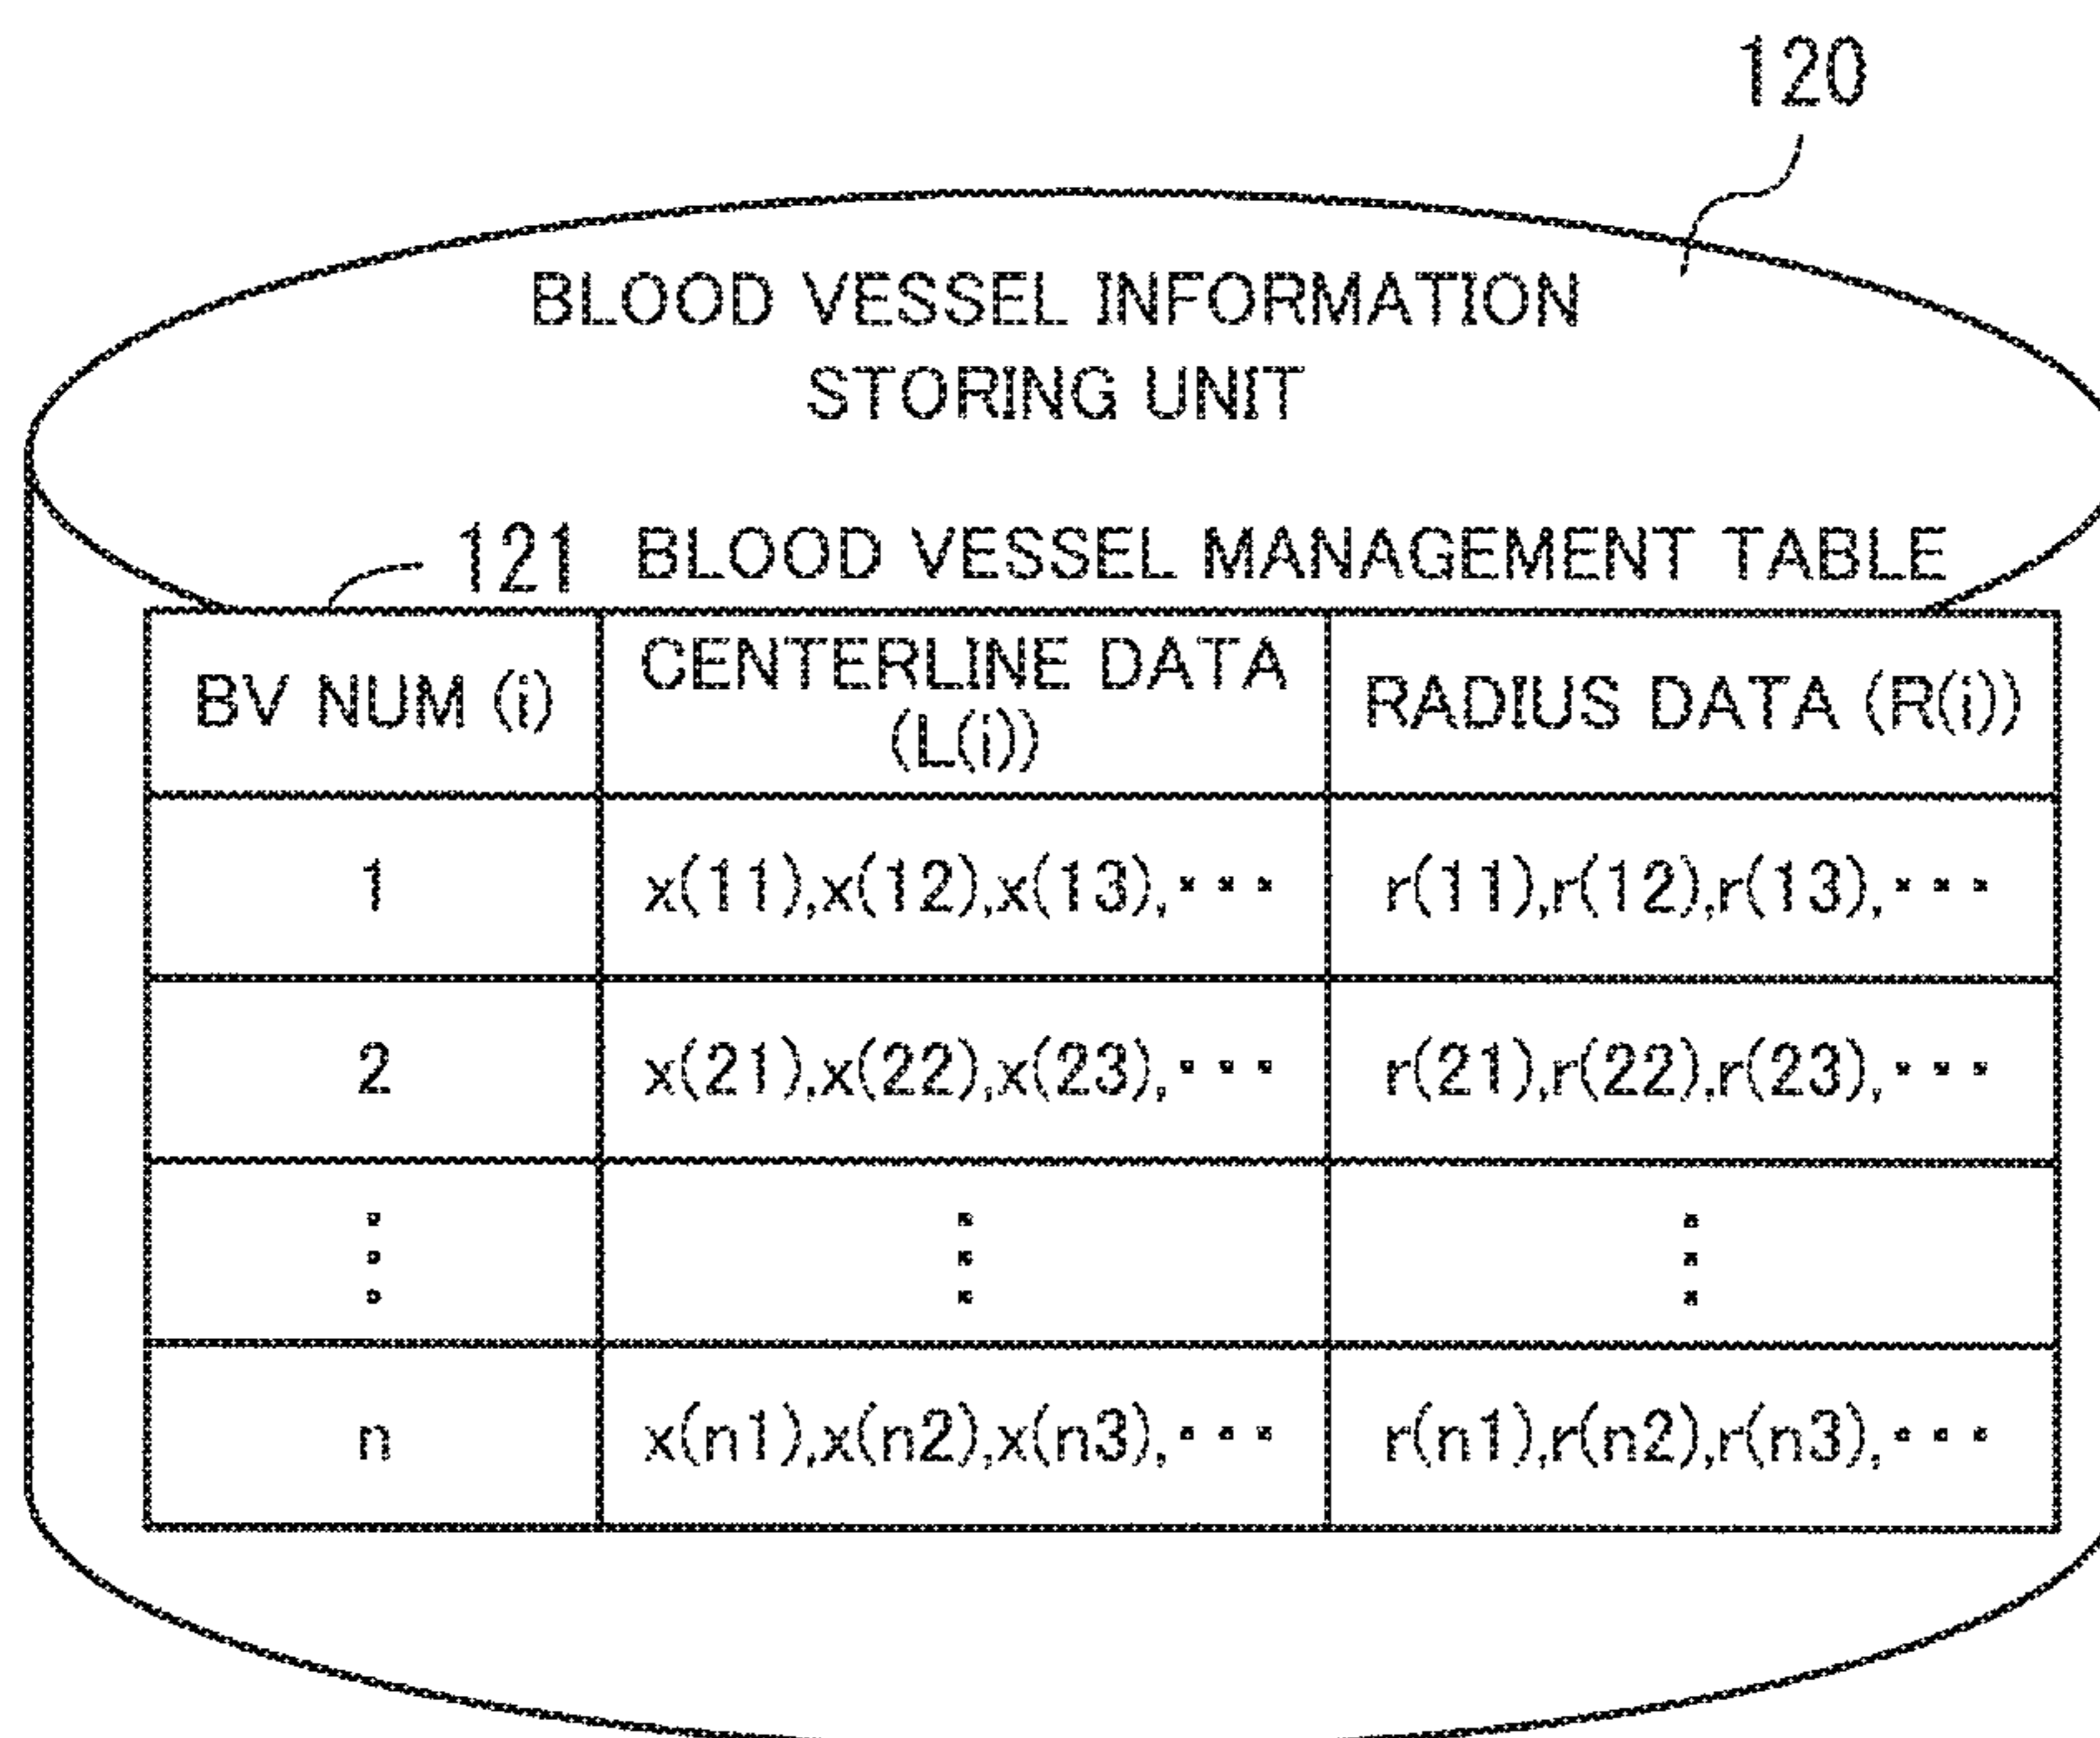 120
BLOOD VESSEL INFORMATION
STORING UNIT
121 BLOOD VESSEL MANAGEMENT TABLE
BV NUM (i)
CENTERLINE DATA
(L(i))
RADIUS DATA (R(i))
1
x(11),x(12),x(13),･･･
r(11),r(12),r(13),･･･
2
x(21),x(22),x(23),･･･
r(21),r(22),r(23),･･･
n
x(n1),x(n2),x(n3),･･･
r(n1),r(n2),r(n3),･･･